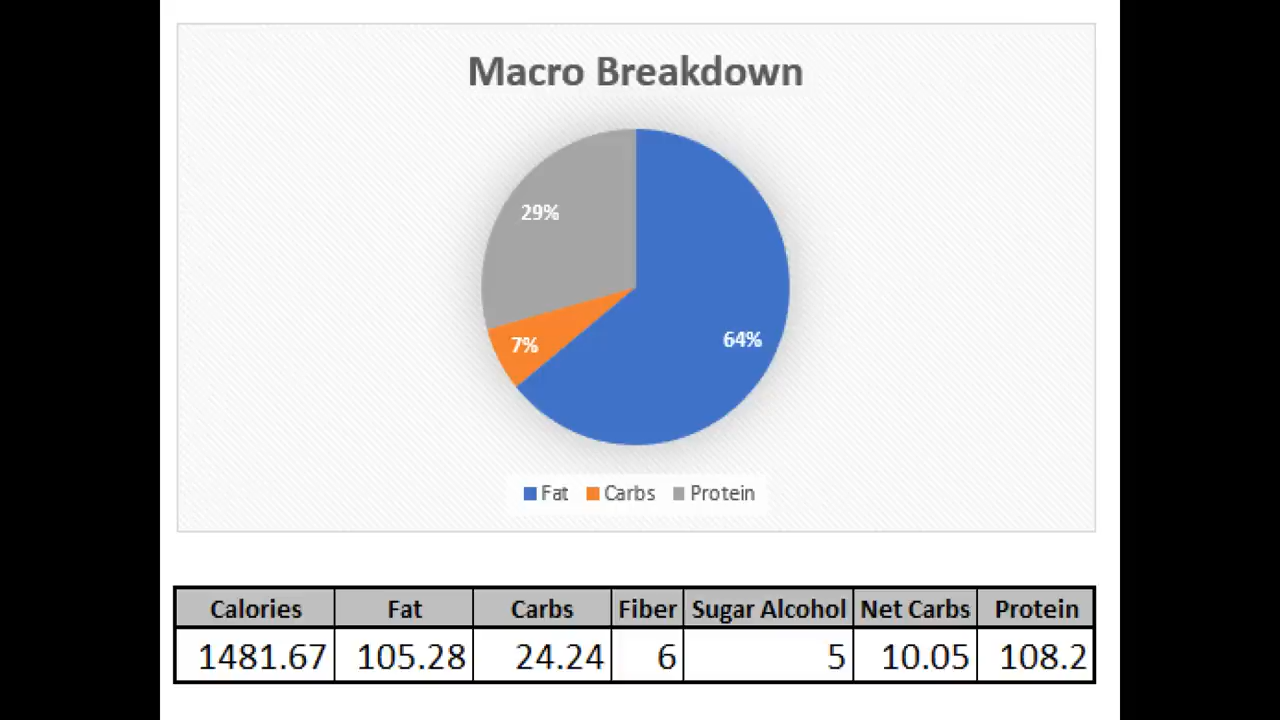 Macro Breakdown
29%
7%
64%
Fat Carbs Protein
Calories Fat Carbs Fiber Sugar Alcohol Net Carbs Protein
1481.67 105.28 24.24 6 5 10.05 108.2